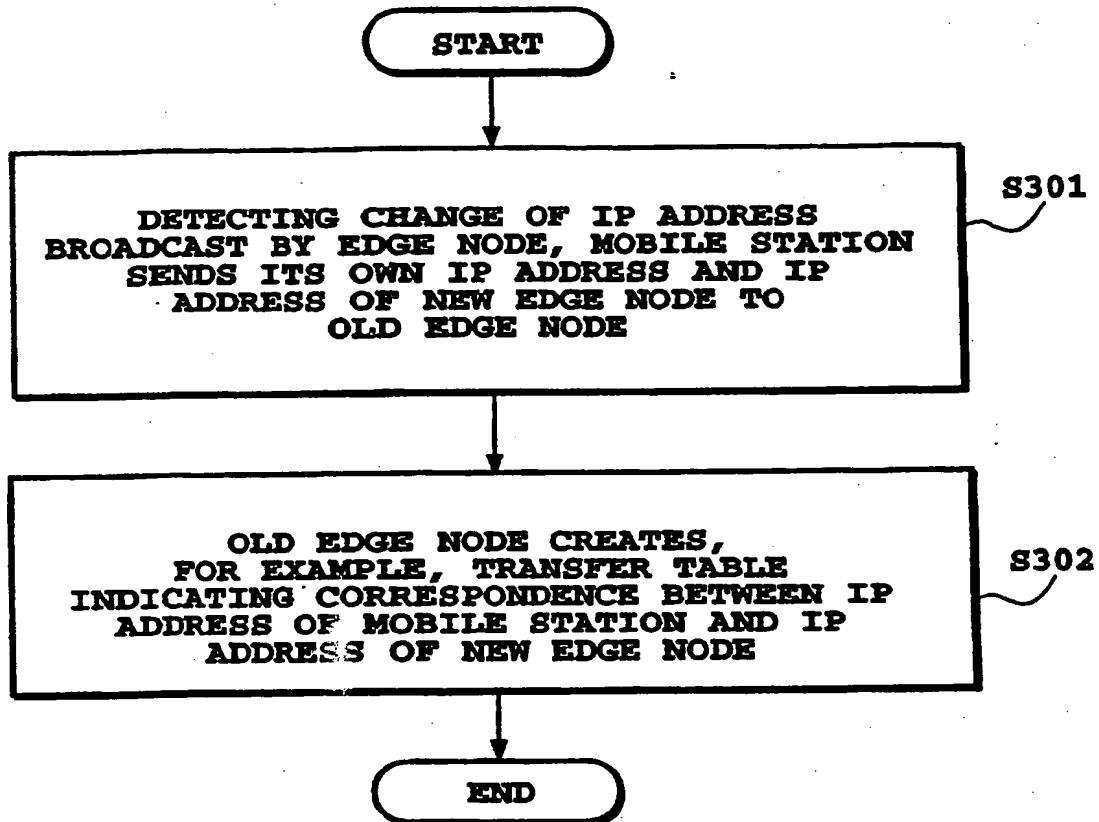 START
DETECTING CHANGE OF IP ADDRESS
BROADCAST BY EDGE NODE, MOBILE STATION
SENDS ITS OWN IP ADDRESS AND IP
ADDRESS OF NEW EDGE NODE TO
OLD EDGE NODE
S301
OLD EDGE NODE CREATES,
FOR EXAMPLE, TRANSFER TABLE
INDICATING CORRESPONDENCE BETWEEN IP
ADDRESS OF MOBILE STATION AND IP
ADDRESS OF NEW EDGE NODE
S302
END